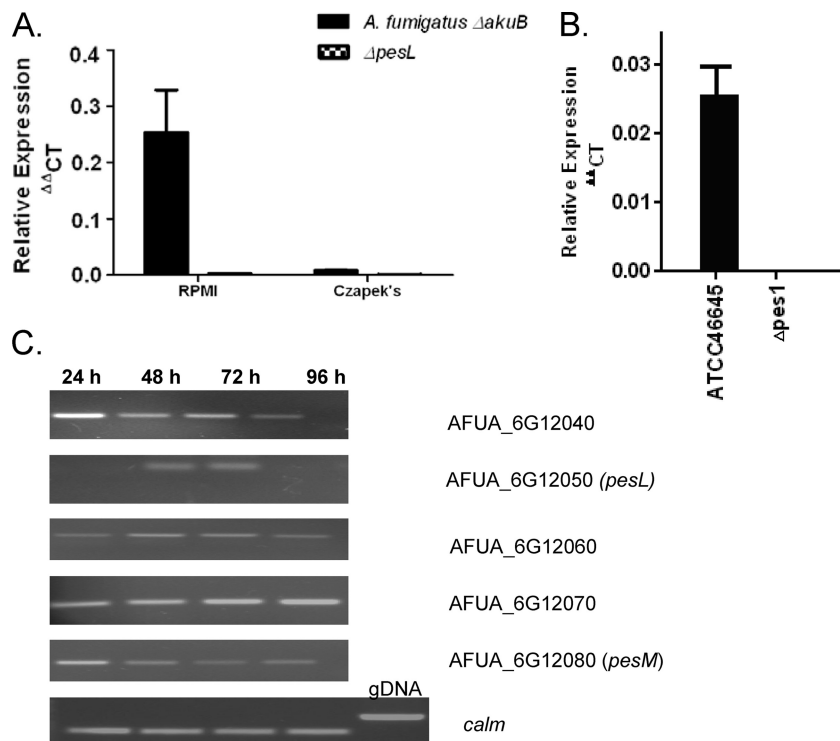 A.
A. fumigatus ΔakuB
ΔpesL
Relative Expression
ΔΔCT
0.4
0.3
0.2
0.1
0.0
RPMI
Czapek's
B.
Relative Expression
ΔΔCT
0.03
0.02
0.01
0.00
ATCC46645
Δpes1
C.
24 h 48 h 72 h 96 h
AFUA_6G12040
AFUA_6G12050 (pesL)
AFUA_6G12060
AFUA_6G12070
AFUA_6G12080 (pesM)
gDNA
calm